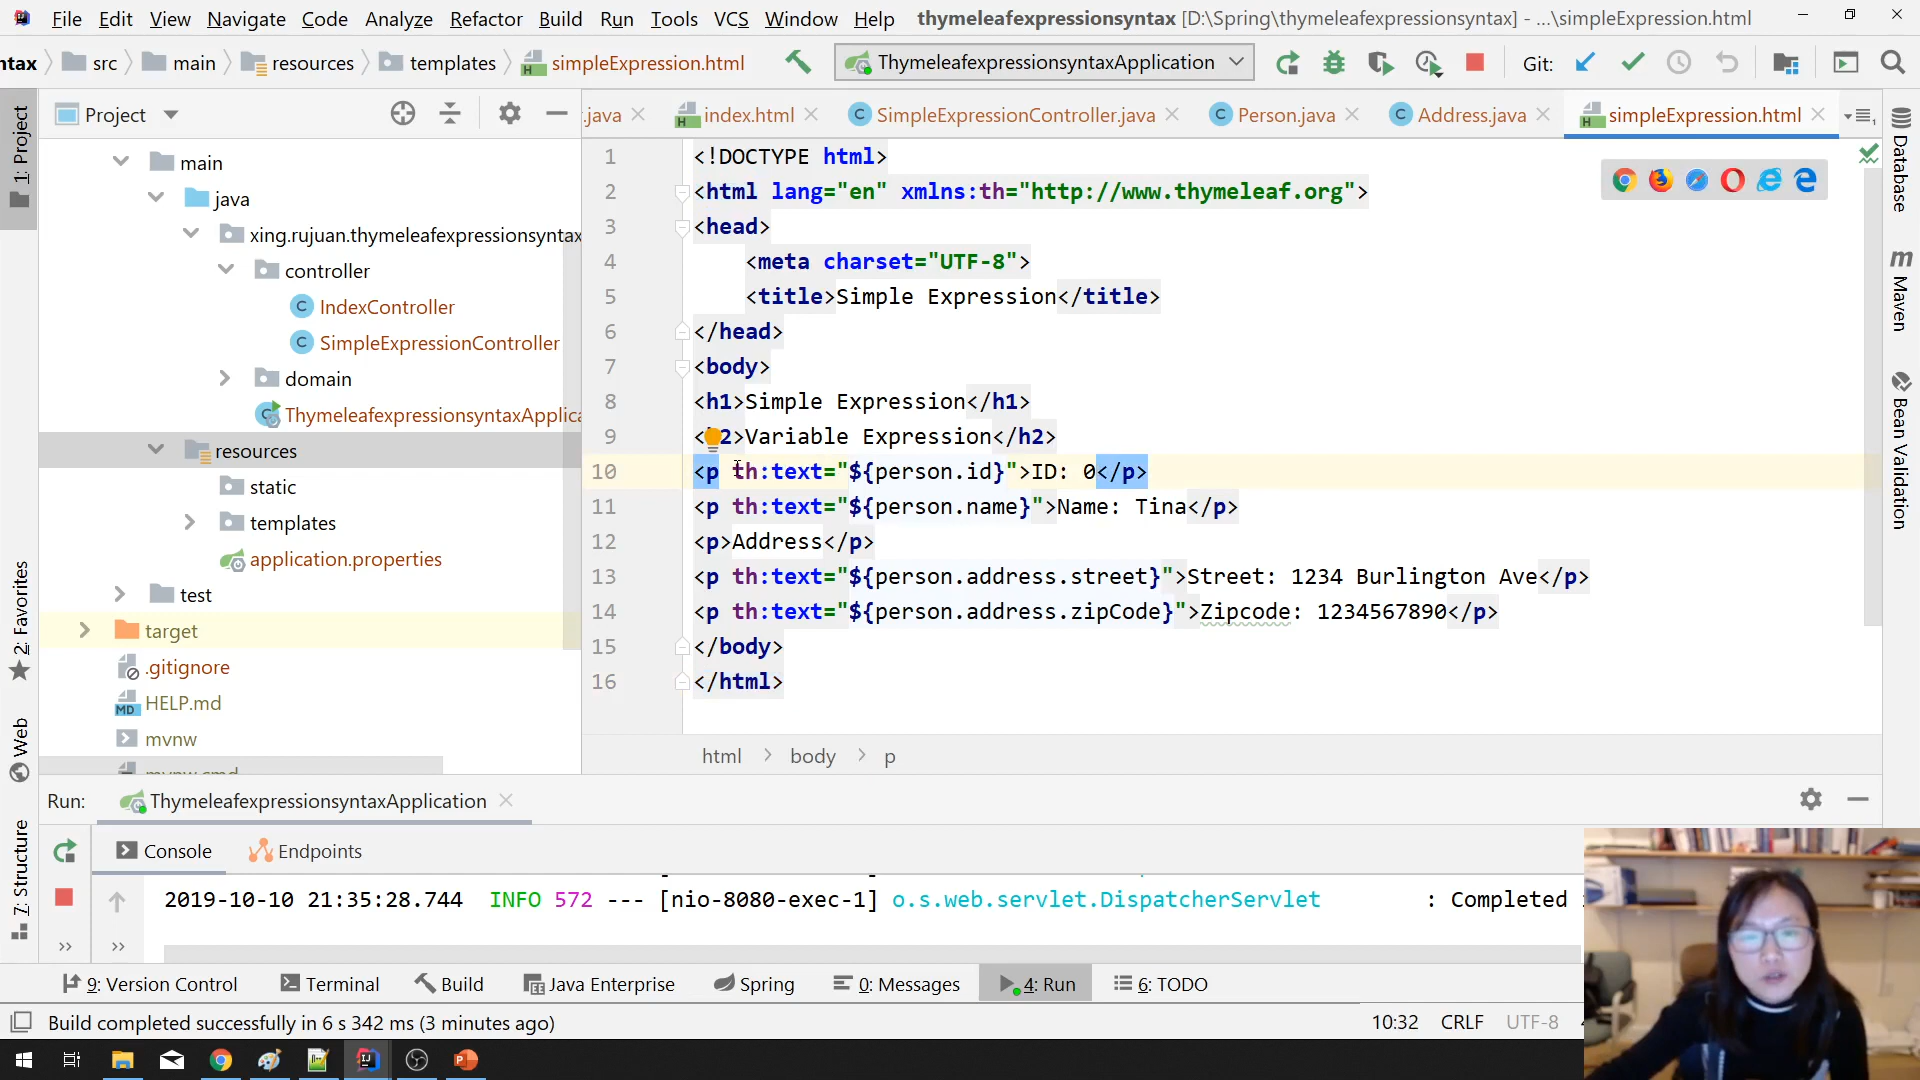 File Edit View Navigate Code Analyze Refactor Build Run Tools VCS Window Help thymeleafexpressionsyntax [D:\Spring\thymeleafexpressionsyntax] - ...\simpleExpression.html
ntax src main resources templates simpleExpression.html ThymeleafexpressionsyntaxApplication Git:
Project
.java index.html SimpleExpressionController.java Person.java Address.java simpleExpression.html
1: Project
2: Favorites
Web
7: Structure
main
java
xing.rujuan.thymeleafexpressionsyntax
controller
IndexController
SimpleExpressionController
domain
ThymeleafexpressionsyntaxApplica
resources
static
templates
application.properties
test
target
.gitignore
HELP.md
mvnw
mvnw.cmd
1 <!DOCTYPE html>
2 <html lang="en" xmlns:th="http://www.thymeleaf.org">
3 <head>
4 <meta charset="UTF-8">
5 <title>Simple Expression</title>
6 </head>
7 <body>
8 <h1>Simple Expression</h1>
9 <h2>Variable Expression</h2>
10 <p th:text="${person.id}">ID: 0</p>
11 <p th:text="${person.name}">Name: Tina</p>
12 <p>Address</p>
13 <p th:text="${person.address.street}">Street: 1234 Burlington Ave</p>
14 <p th:text="${person.address.zipCode}">Zipcode: 1234567890</p>
15 </body>
16 </html>
html body p
Database
m Maven
Bean Validation
Run: ThymeleafexpressionsyntaxApplication
Console Endpoints
2019-10-10 21:35:28.744 INFO 572 --- [nio-8080-exec-1] o.s.web.servlet.DispatcherServlet : Completed
9: Version Control Terminal Build Java Enterprise Spring 0: Messages 4: Run 6: TODO
Build completed successfully in 6 s 342 ms (3 minutes ago) 10:32 CRLF UTF-8